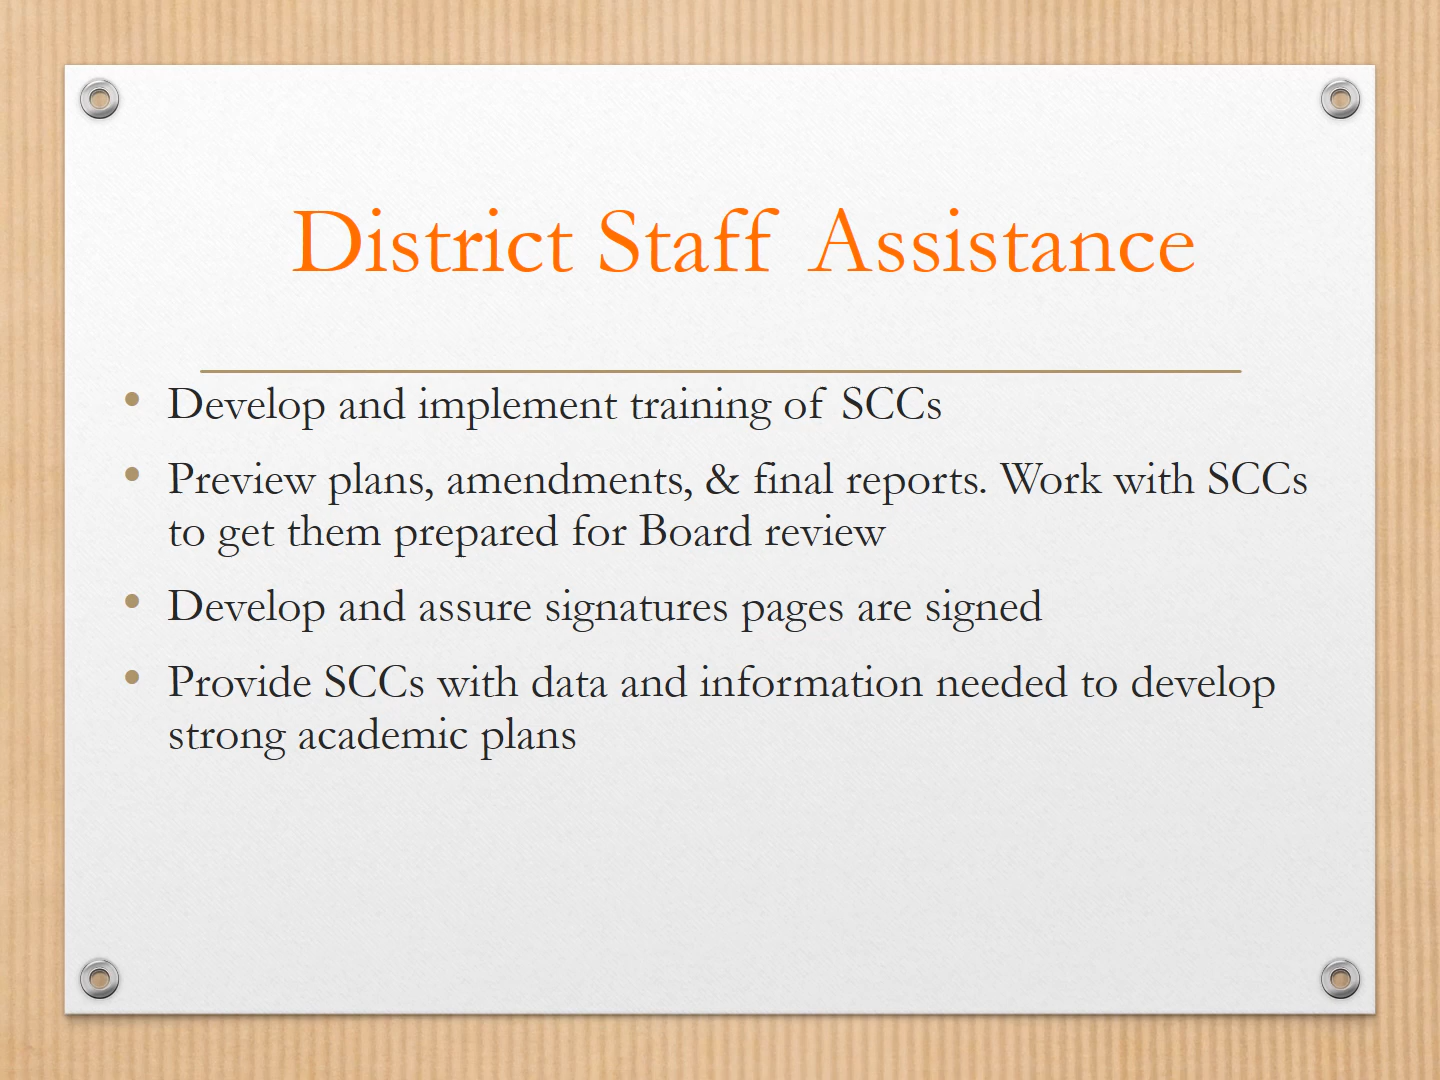 District Staff Assistance
• Develop and implement training of SCCs
• Preview plans, amendments, & final reports. Work with SCCs
to get them prepared for Board review
• Develop and assure signatures pages are signed
• Provide SCCs with data and information needed to develop
strong academic plans